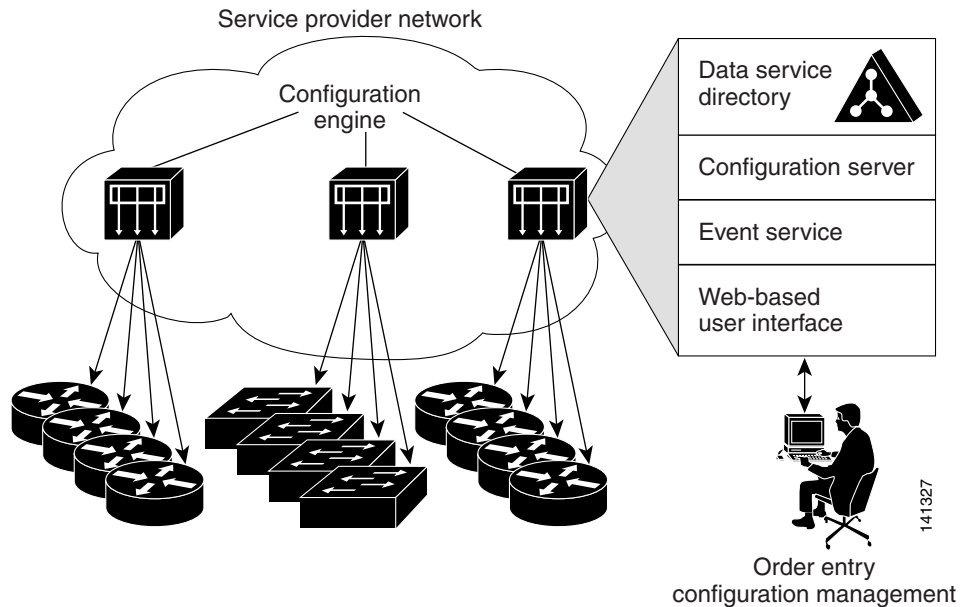 Service provider network
Configuration
engine
Data service
directory
Configuration server
Event service
Web-based
user interface
141327
Order entry
configuration management